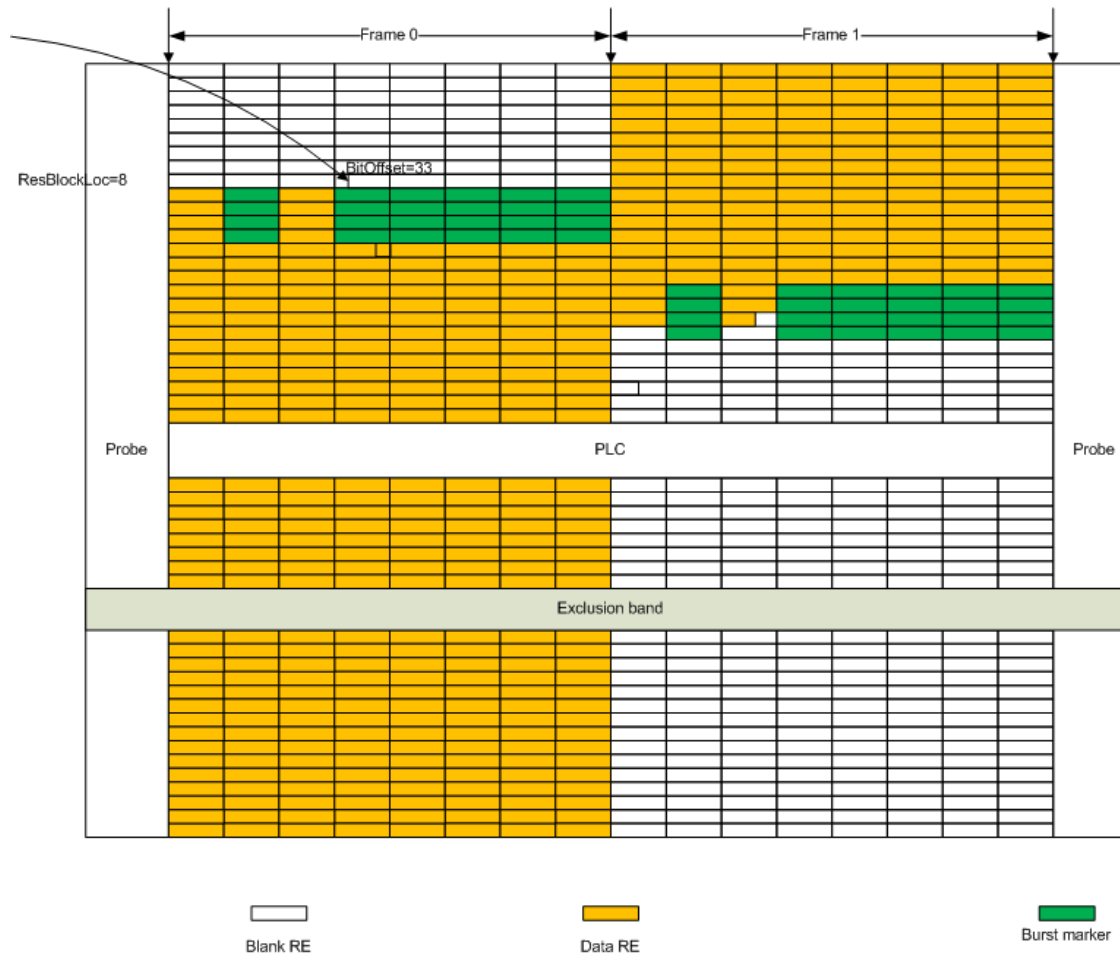 Frame 0
Frame 1
BitOffset=33
ResBlockLoc=8
Probe
PLC
Probe
Exclusion band
Blank RE
Data RE
Burst marker